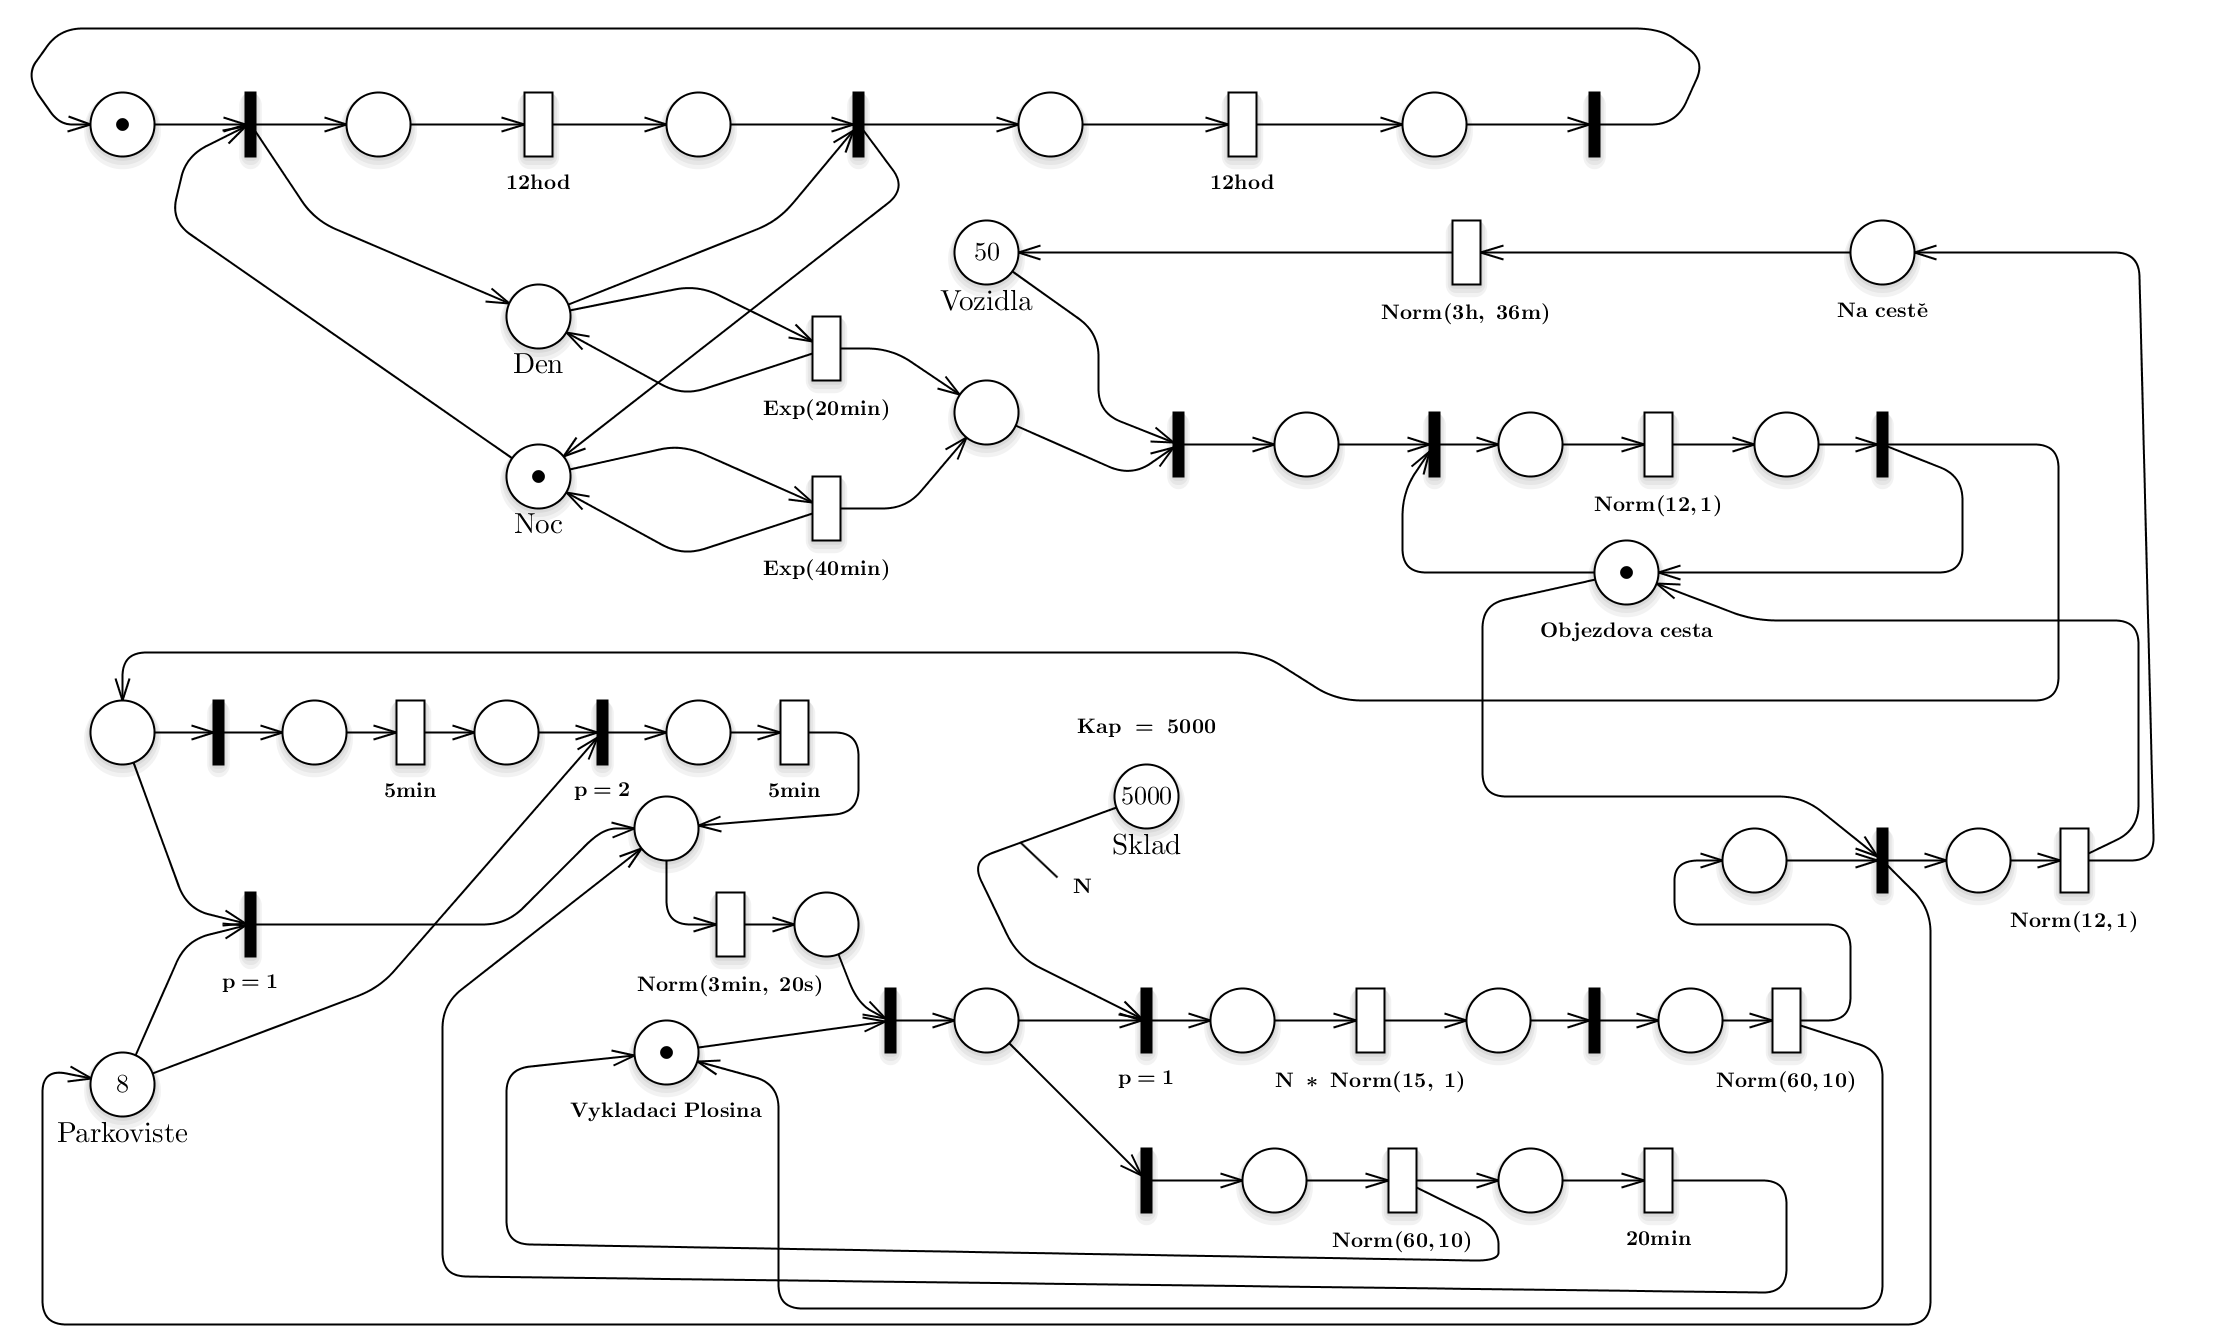 12hod
12hod
50
Vozidla
Norm(3h, 36m)
Na cestě
Den
Exp(20min)
Noc
Exp(40min)
Norm(12,1)
Objezdova cesta
5min
p = 2
5min
Kap = 5000
5000
Sklad
N
p = 1
Norm(3min, 20s)
Norm(12,1)
8
Parkoviste
Vykladaci Plosina
p = 1
N * Norm(15, 1)
Norm(60,10)
Norm(60,10)
20min